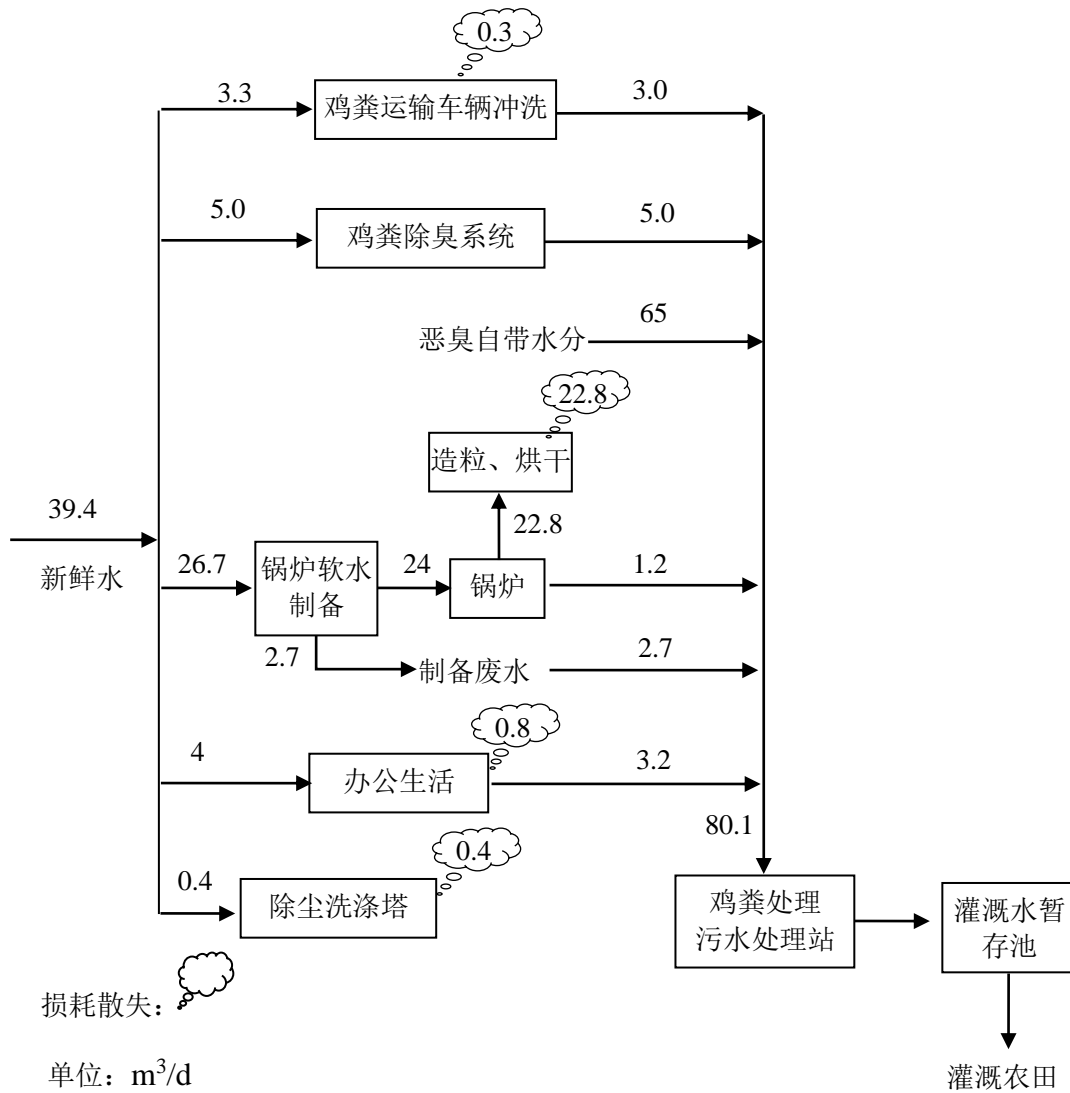 0.3
3.3
鸡粪运输车辆冲洗
3.0
5.0
鸡粪除臭系统
5.0
恶臭自带水分
65
22.8
造粒、烘干
39.4
新鲜水
22.8
26.7
锅炉软水
制备
24
锅炉
1.2
2.7
制备废水
2.7
0.8
4
办公生活
3.2
80.1
0.4
0.4
除尘洗涤塔
鸡粪处理
污水处理站
灌溉水暂
存池
损耗散失：
单位：m³/d
灌溉农田